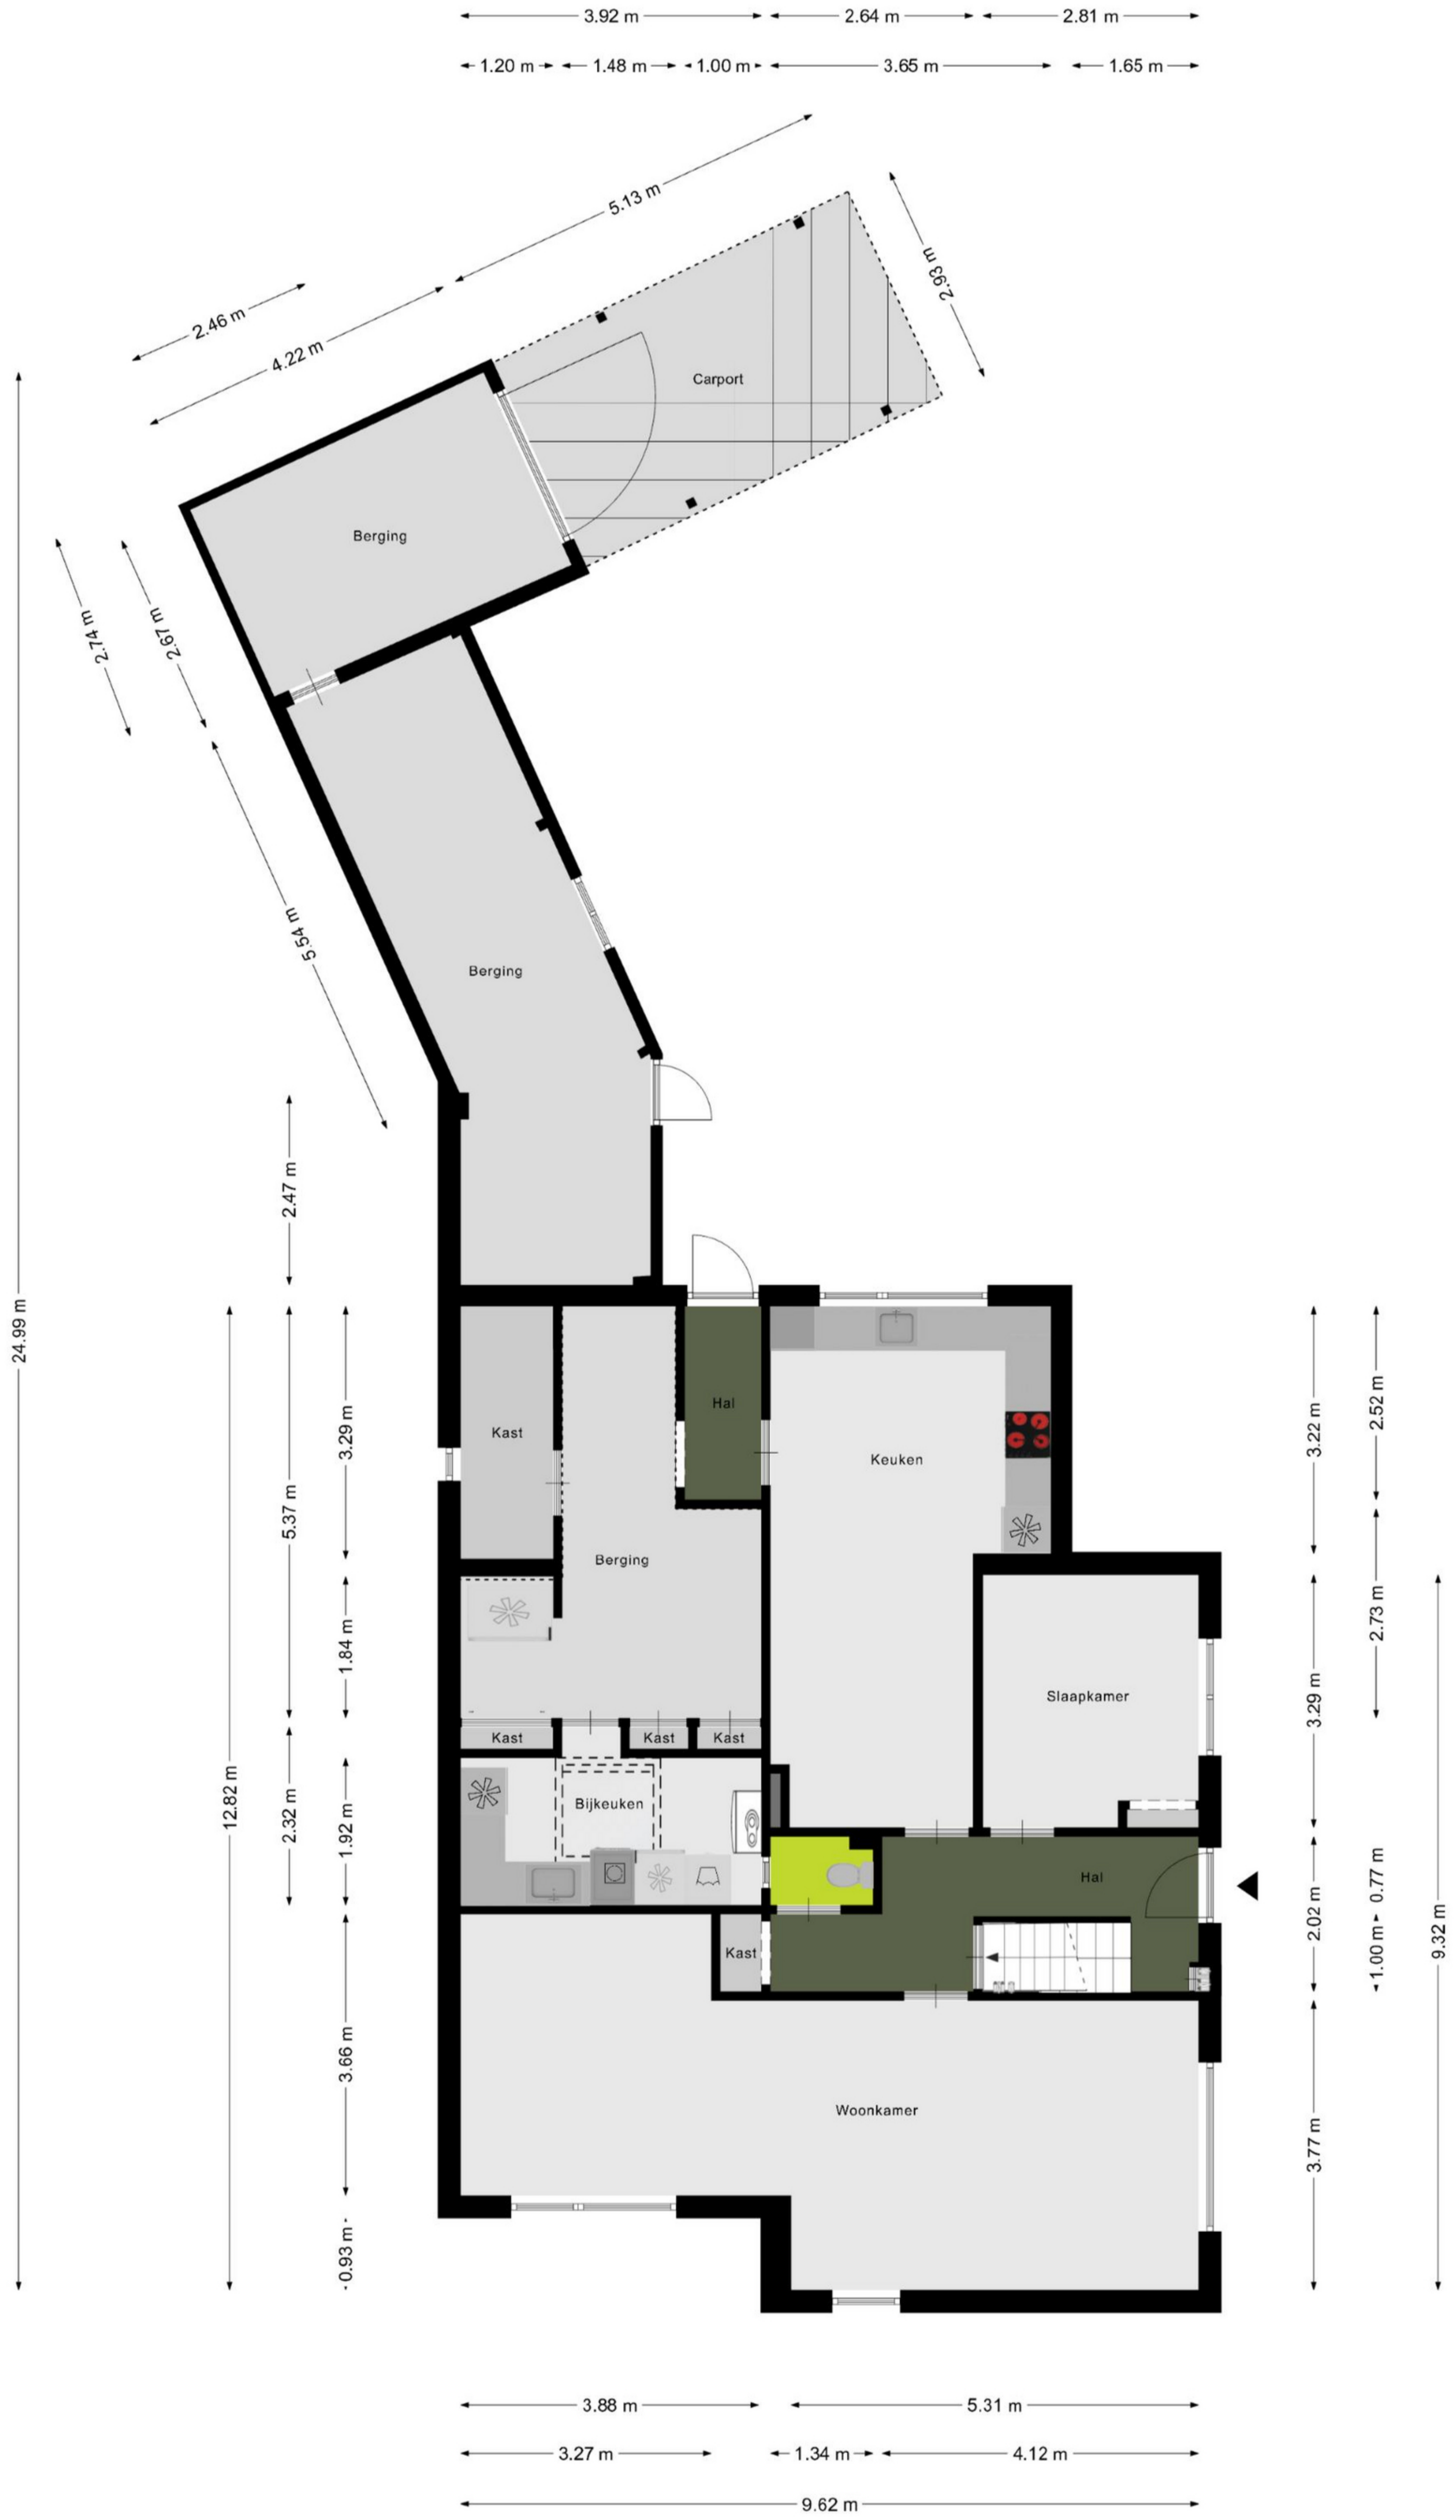 3.92 m
2.64 m
2.81 m
1.20 m
1.48 m
1.00 m
3.65 m
1.65 m
5.13 m
2.93 m
2.46 m
4.22 m
Carport
Berging
2.74 m
2.67 m
5.54 m
Berging
2.47 m
24.99 m
12.82 m
5.37 m
3.29 m
Kast
Hal
Keuken
3.22 m
2.52 m
Berging
1.84 m
2.73 m
Slaapkamer
3.29 m
Kast
Kast
Kast
2.32 m
1.92 m
Bijkeuken
Hal
0.77 m
2.02 m
1.00 m
9.32 m
Kast
3.66 m
Woonkamer
3.77 m
0.93 m
3.88 m
5.31 m
3.27 m
1.34 m
4.12 m
9.62 m